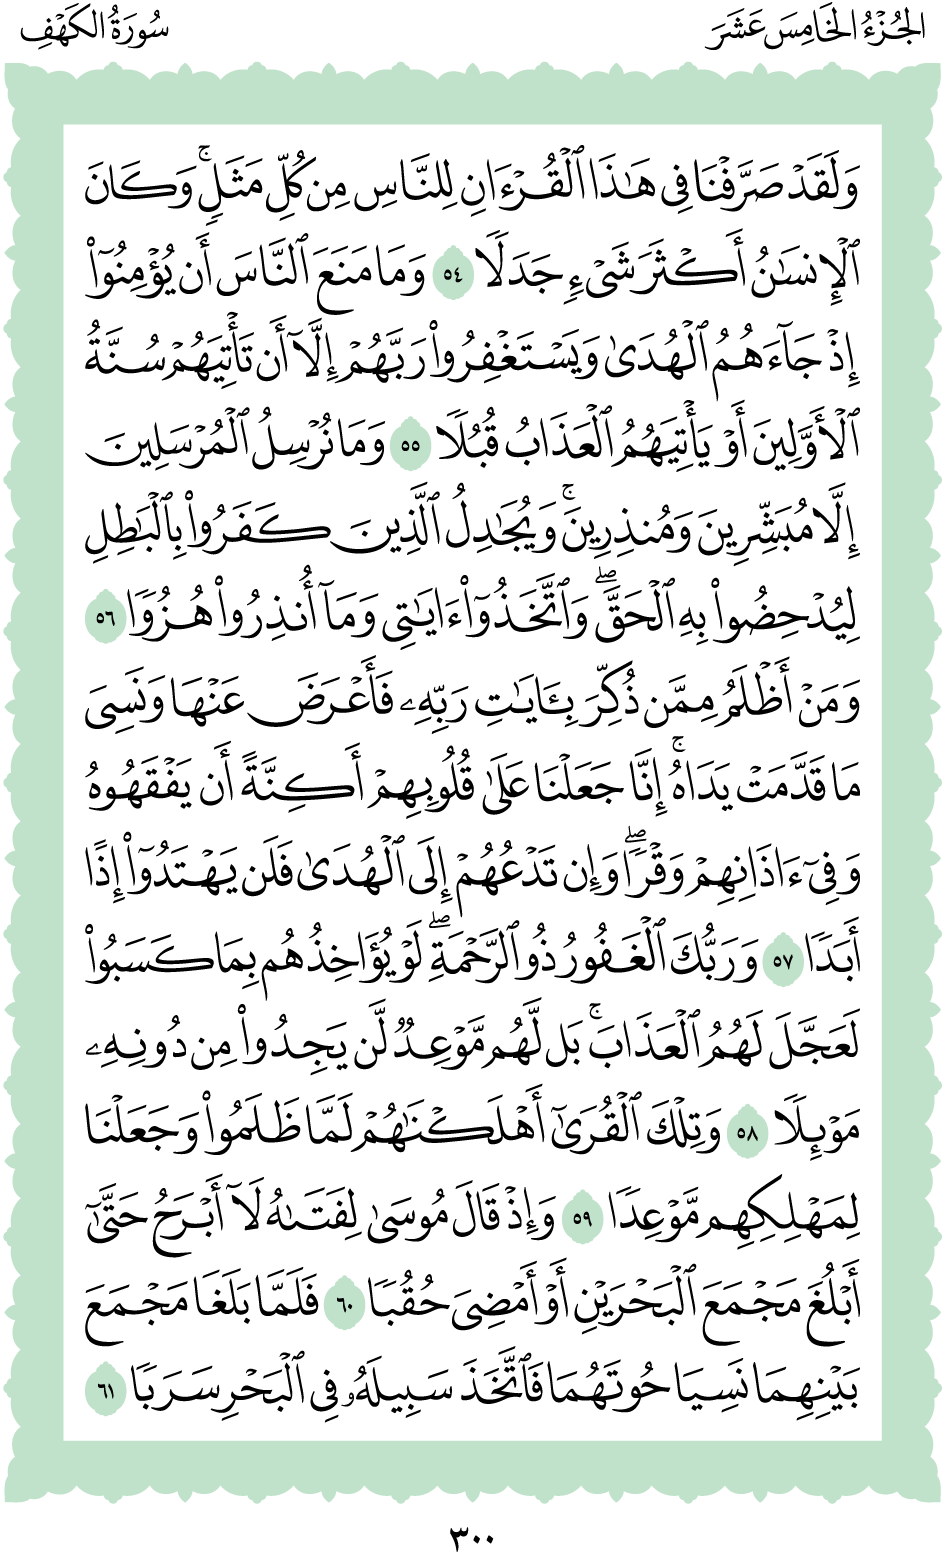 الجُزْءُ الخَامِسَ عَشَرَ
سُورَةُ الكَهْفِ
وَلَقَدۡ صَرَّفۡنَا فِي هَٰذَا ٱلۡقُرۡءَانِ لِلنَّاسِ مِن كُلِّ مَثَلٖۚ وَكَانَ
ٱلۡإِنسَٰنُ أَكۡثَرَ شَيۡءٖ جَدَلٗا ٥٤ وَمَا مَنَعَ ٱلنَّاسَ أَن يُؤۡمِنُوٓاْ
إِذۡ جَآءَهُمُ ٱلۡهُدَىٰ وَيَسۡتَغۡفِرُواْ رَبَّهُمۡ إِلَّآ أَن تَأۡتِيَهُمۡ سُنَّةُ
ٱلۡأَوَّلِينَ أَوۡ يَأۡتِيَهُمُ ٱلۡعَذَابُ قُبُلٗا ٥٥ وَمَا نُرۡسِلُ ٱلۡمُرۡسَلِينَ
إِلَّا مُبَشِّرِينَ وَمُنذِرِينَۚ وَيُجَٰدِلُ ٱلَّذِينَ كَفَرُواْ بِٱلۡبَٰطِلِ
لِيُدۡحِضُواْ بِهِ ٱلۡحَقَّۖ وَٱتَّخَذُوٓاْ ءَايَٰتِي وَمَآ أُنذِرُواْ هُزُوٗا ٥٦
وَمَنۡ أَظۡلَمُ مِمَّن ذُكِّرَ بِـَٔايَٰتِ رَبِّهِۦ فَأَعۡرَضَ عَنۡهَا وَنَسِيَ
مَا قَدَّمَتۡ يَدَاهُۚ إِنَّا جَعَلۡنَا عَلَىٰ قُلُوبِهِمۡ أَكِنَّةً أَن يَفۡقَهُوهُ
وَفِيٓ ءَاذَانِهِمۡ وَقۡرٗاۖ وَإِن تَدۡعُهُمۡ إِلَى ٱلۡهُدَىٰ فَلَن يَهۡتَدُوٓاْ إِذًا
أَبَدٗا ٥٧ وَرَبُّكَ ٱلۡغَفُورُ ذُو ٱلرَّحۡمَةِۖ لَوۡ يُؤَاخِذُهُم بِمَا كَسَبُواْ
لَعَجَّلَ لَهُمُ ٱلۡعَذَابَۚ بَل لَّهُم مَّوۡعِدٞ لَّن يَجِدُواْ مِن دُونِهِۦ
مَوۡئِلٗا ٥٨ وَتِلۡكَ ٱلۡقُرَىٰٓ أَهۡلَكۡنَٰهُمۡ لَمَّا ظَلَمُواْ وَجَعَلۡنَا
لِمَهۡلِكِهِم مَّوۡعِدٗا ٥٩ وَإِذۡ قَالَ مُوسَىٰ لِفَتَىٰهُ لَآ أَبۡرَحُ حَتَّىٰٓ
أَبۡلُغَ مَجۡمَعَ ٱلۡبَحۡرَيۡنِ أَوۡ أَمۡضِيَ حُقُبٗا ٦٠ فَلَمَّا بَلَغَا مَجۡمَعَ
بَيۡنِهِمَا نَسِيَا حُوتَهُمَا فَٱتَّخَذَ سَبِيلَهُۥ فِي ٱلۡبَحۡرِ سَرَبٗا ٦١
٣٠٠